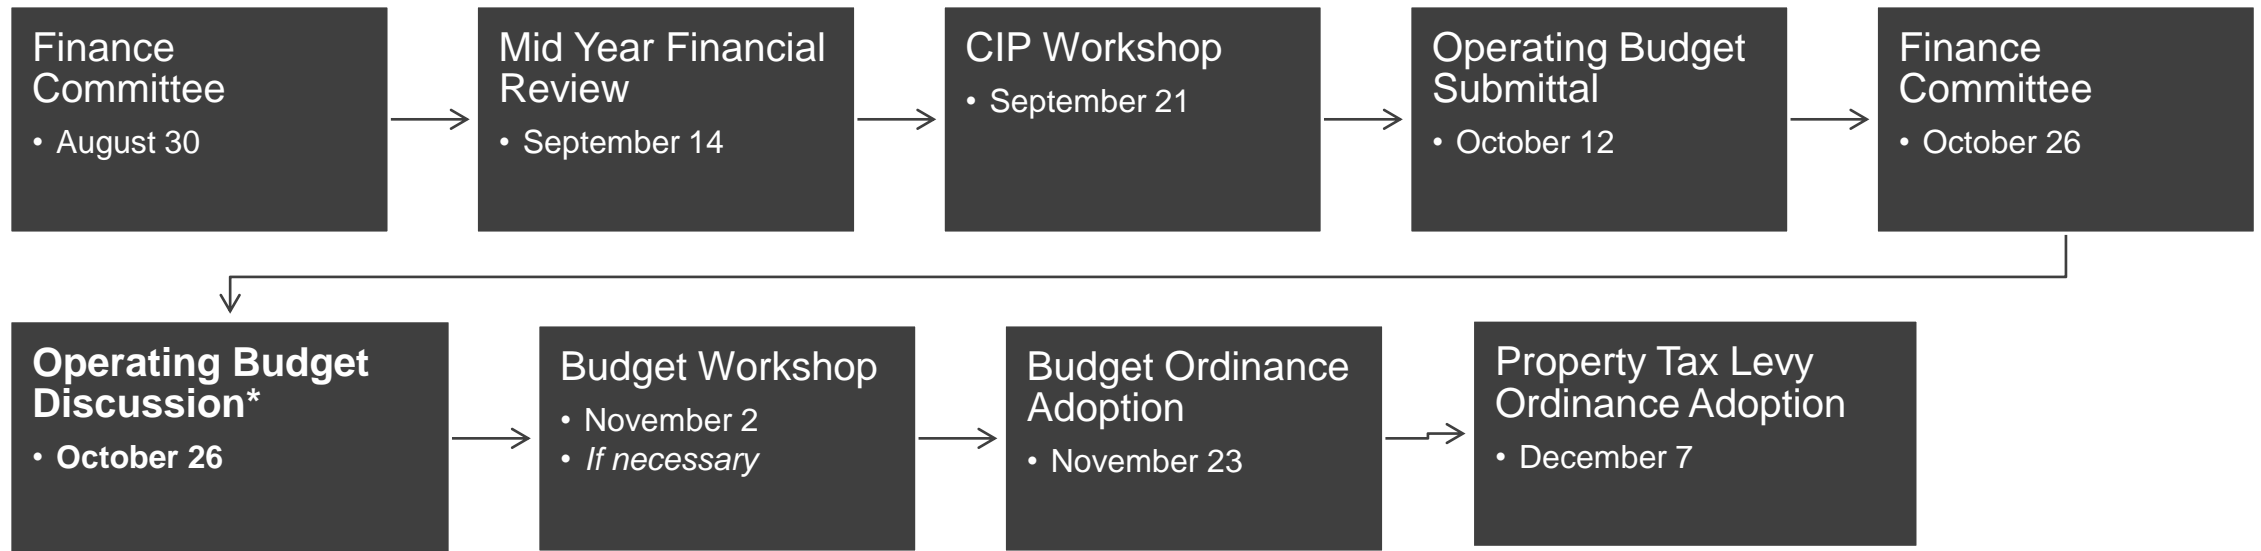 Finance
Committee
• August 30
Mid Year Financial
Review
• September 14
CIP Workshop
• September 21
Operating Budget
Submittal
• October 12
Finance
Committee
• October 26
Operating Budget
Discussion*
• October 26
Budget Workshop
• November 2
• If necessary
Budget Ordinance
Adoption
• November 23
Property Tax Levy
Ordinance Adoption
• December 7